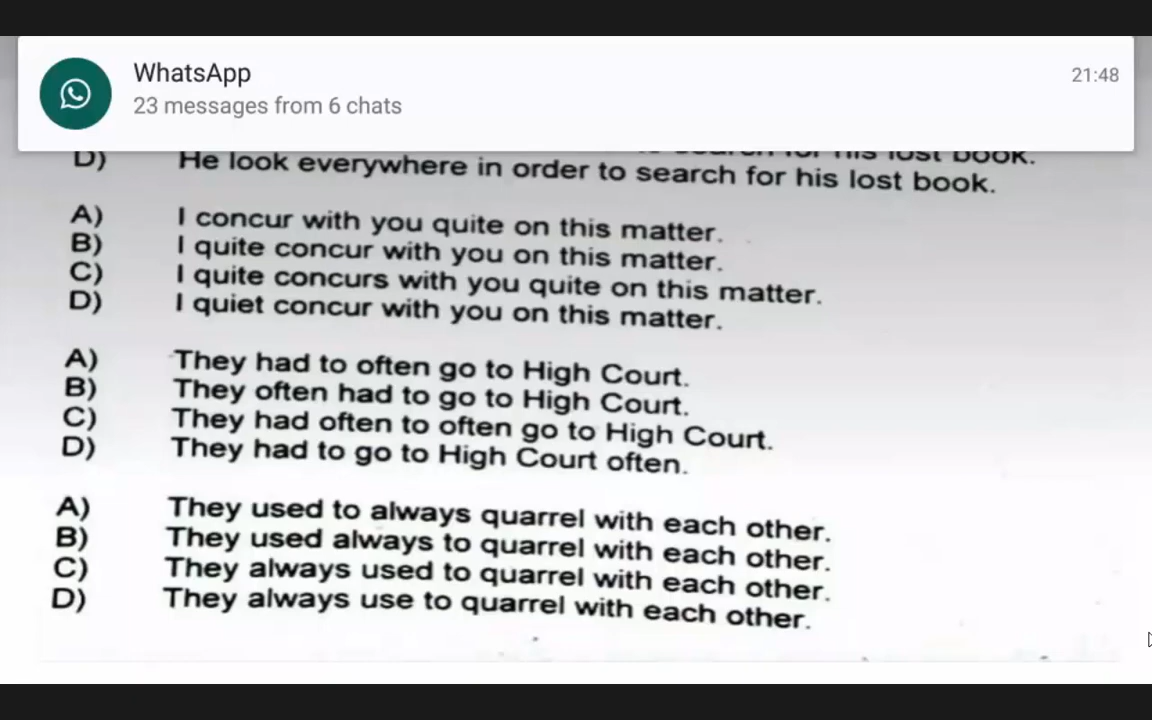 WhatsApp
21:48
23 messages from 6 chats
search for his lost book.
D) He look everywhere in order to search for his lost book.
A) I concur with you quite on this matter.
B) I quite concur with you on this matter.
C) I quite concurs with you quite on this matter.
D) I quiet concur with you on this matter.
A) They had to often go to High Court.
B) They often had to go to High Court.
C) They had often to often go to High Court.
D) They had to go to High Court often.
A) They used to always quarrel with each other.
B) They used always to quarrel with each other.
C) They always used to quarrel with each other.
D) They always use to quarrel with each other.